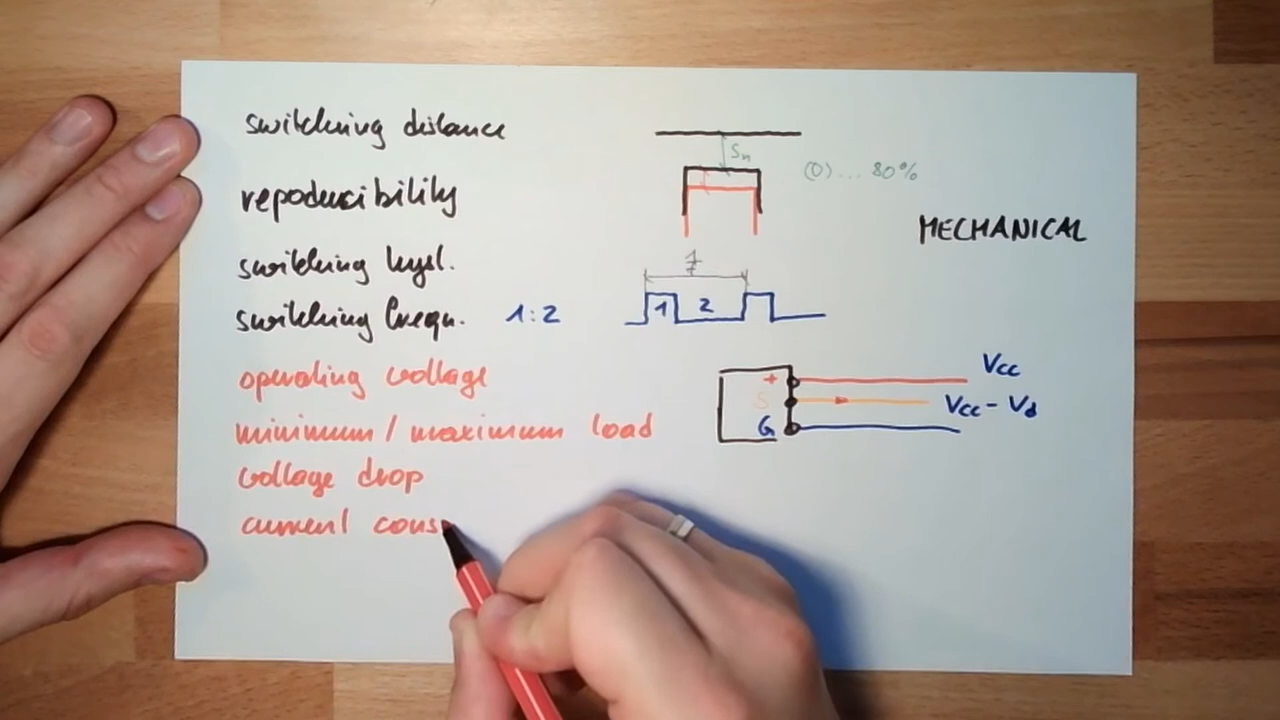 switching distance
Sn
(0) ... 80%
repoducibility
MECHANICAL
switching hyst.
1/f
switching frequ. 1:2
1 2
operating voltage
+ Vcc
S Vcc - Vd
minimum / maximum load
G
voltage drop
current cons